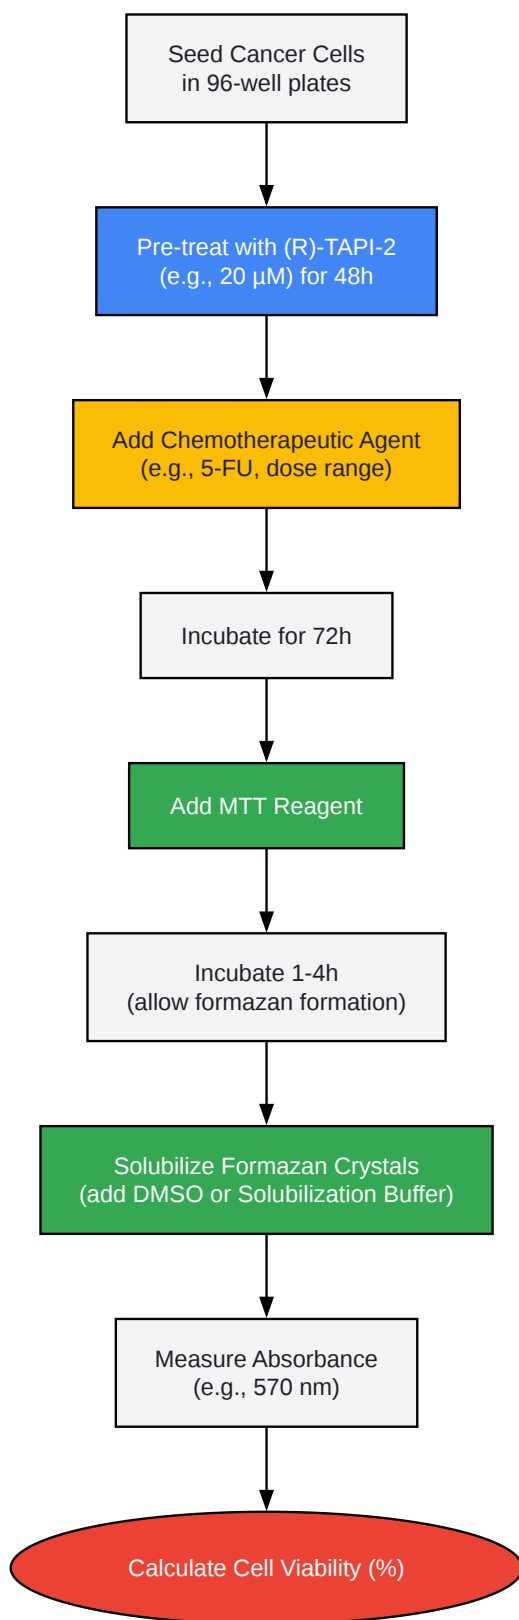 Seed Cancer Cells
in 96-well plates
Pre-treat with (R)-TAPI-2
(e.g., 20 µM) for 48h
Add Chemotherapeutic Agent
(e.g., 5-FU, dose range)
Incubate for 72h
Add MTT Reagent
Incubate 1-4h
(allow formazan formation)
Solubilize Formazan Crystals
(add DMSO or Solubilization Buffer)
Measure Absorbance
(e.g., 570 nm)
Calculate Cell Viability (%)